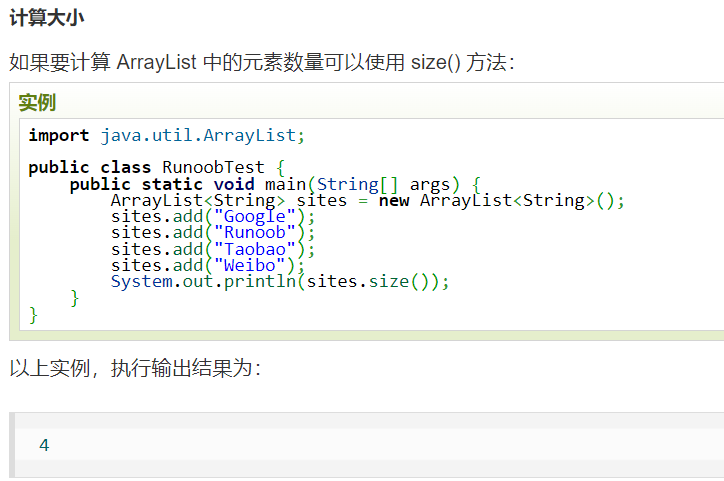 计算大小
如果要计算 ArrayList 中的元素数量可以使用 size() 方法：
实例
import java.util.ArrayList;

public class RunoobTest {
    public static void main(String[] args) {
        ArrayList<String> sites = new ArrayList<String>();
        sites.add("Google");
        sites.add("Runoob");
        sites.add("Taobao");
        sites.add("Weibo");
        System.out.println(sites.size());
    }
}
以上实例，执行输出结果为：
4